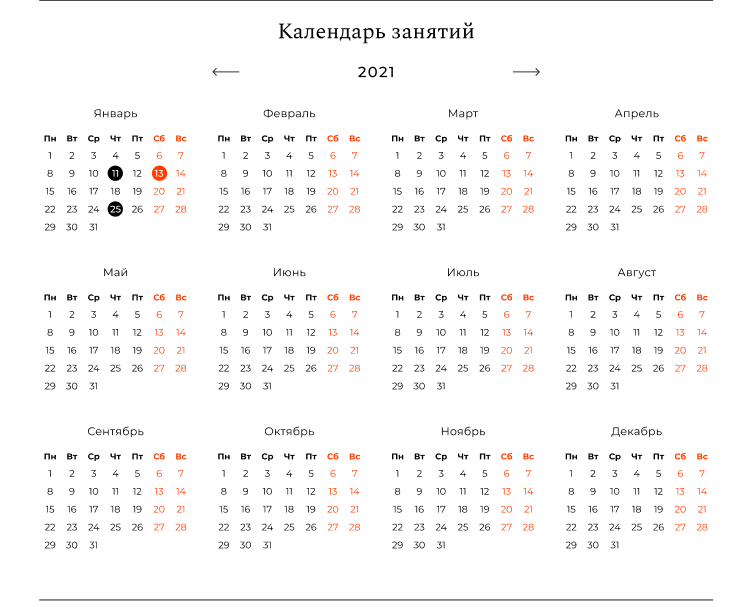 Календарь занятий
2021
Январь Февраль Март Апрель
Пн Вт Ср Чт Пт Сб Вс Пн Вт Ср Чт Пт Сб Вс Пн Вт Ср Чт Пт Сб Вс Пн Вт Ср Чт Пт Сб Вс
1 2 3 4 5 6 7 1 2 3 4 5 6 7 1 2 3 4 5 6 7 1 2 3 4 5 6 7
8 9 10 11 12 13 14 8 9 10 11 12 13 14 8 9 10 11 12 13 14 8 9 10 11 12 13 14
15 16 17 18 19 20 21 15 16 17 18 19 20 21 15 16 17 18 19 20 21 15 16 17 18 19 20 21
22 23 24 25 26 27 28 22 23 24 25 26 27 28 22 23 24 25 26 27 28 22 23 24 25 26 27 28
29 30 31 29 30 31 29 30 31 29 30 31
Май Июнь Июль Август
Пн Вт Ср Чт Пт Сб Вс Пн Вт Ср Чт Пт Сб Вс Пн Вт Ср Чт Пт Сб Вс Пн Вт Ср Чт Пт Сб Вс
1 2 3 4 5 6 7 1 2 3 4 5 6 7 1 2 3 4 5 6 7 1 2 3 4 5 6 7
8 9 10 11 12 13 14 8 9 10 11 12 13 14 8 9 10 11 12 13 14 8 9 10 11 12 13 14
15 16 17 18 19 20 21 15 16 17 18 19 20 21 15 16 17 18 19 20 21 15 16 17 18 19 20 21
22 23 24 25 26 27 28 22 23 24 25 26 27 28 22 23 24 25 26 27 28 22 23 24 25 26 27 28
29 30 31 29 30 31 29 30 31 29 30 31
Сентябрь Октябрь Ноябрь Декабрь
Пн Вт Ср Чт Пт Сб Вс Пн Вт Ср Чт Пт Сб Вс Пн Вт Ср Чт Пт Сб Вс Пн Вт Ср Чт Пт Сб Вс
1 2 3 4 5 6 7 1 2 3 4 5 6 7 1 2 3 4 5 6 7 1 2 3 4 5 6 7
8 9 10 11 12 13 14 8 9 10 11 12 13 14 8 9 10 11 12 13 14 8 9 10 11 12 13 14
15 16 17 18 19 20 21 15 16 17 18 19 20 21 15 16 17 18 19 20 21 15 16 17 18 19 20 21
22 23 24 25 26 27 28 22 23 24 25 26 27 28 22 23 24 25 26 27 28 22 23 24 25 26 27 28
29 30 31 29 30 31 29 30 31 29 30 31